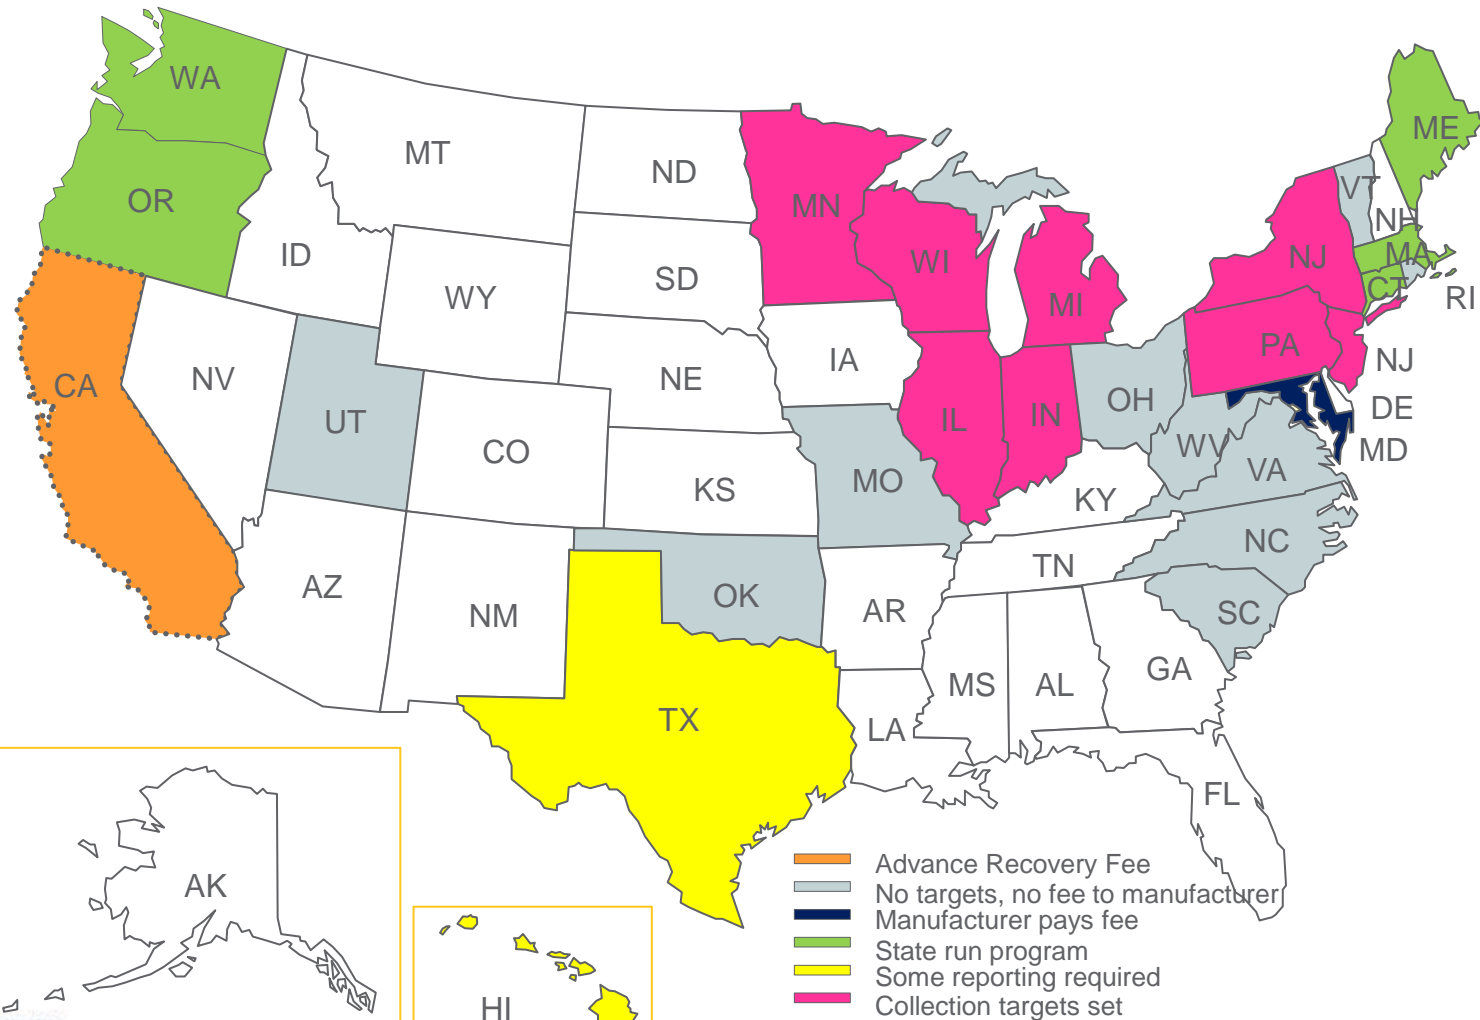 WA
ME
MT
ND
VT
OR
MN
NH
ID
WI
NJ
MA
SD
CT
RI
WY
MI
IA
PA
NJ
CA
NV
NE
UT
IL
IN
OH
DE
CO
WV
MD
KS
MO
KY
VA
NC
AZ
OK
TN
NM
AR
SC
GA
MS
AL
TX
LA
FL
AK
HI
Advance Recovery Fee
No targets, no fee to manufacturer
Manufacturer pays fee
State run program
Some reporting required
Collection targets set